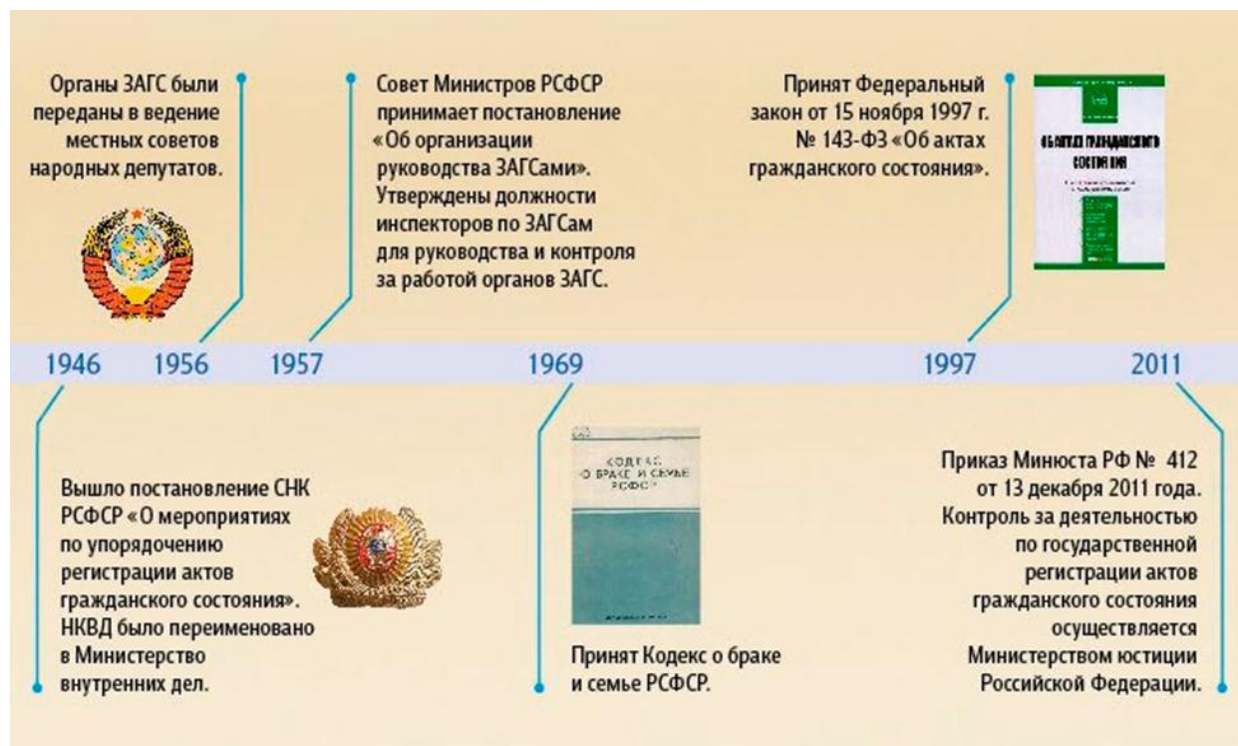 Органы ЗАГС были
переданы в ведение
местных советов
народных депутатов.
Совет Министров РСФСР
принимает постановление
«Об организации
руководства ЗАГСами».
Утверждены должности
инспекторов по ЗАГСам
для руководства и контроля
за работой органов ЗАГС.
Принят Федеральный
закон от 15 ноября 1997 г.
№ 143-ФЗ «Об актах
гражданского состояния».
ОБ АКТАХ ГРАЖДАНСКОГО
СОСТОЯНИЯ
1946 1956 1957 1969 1997 2011
Вышло постановление СНК
РСФСР «О мероприятиях
по упорядочению
регистрации актов
гражданского состояния».
НКВД было переименовано
в Министерство
внутренних дел.
КОДЕКС
О БРАКЕ И СЕМЬЕ
РСФСР
Принят Кодекс о браке
и семье РСФСР.
Приказ Минюста РФ № 412
от 13 декабря 2011 года.
Контроль за деятельностью
по государственной
регистрации актов
гражданского состояния
осуществляется
Министерством юстиции
Российской Федерации.